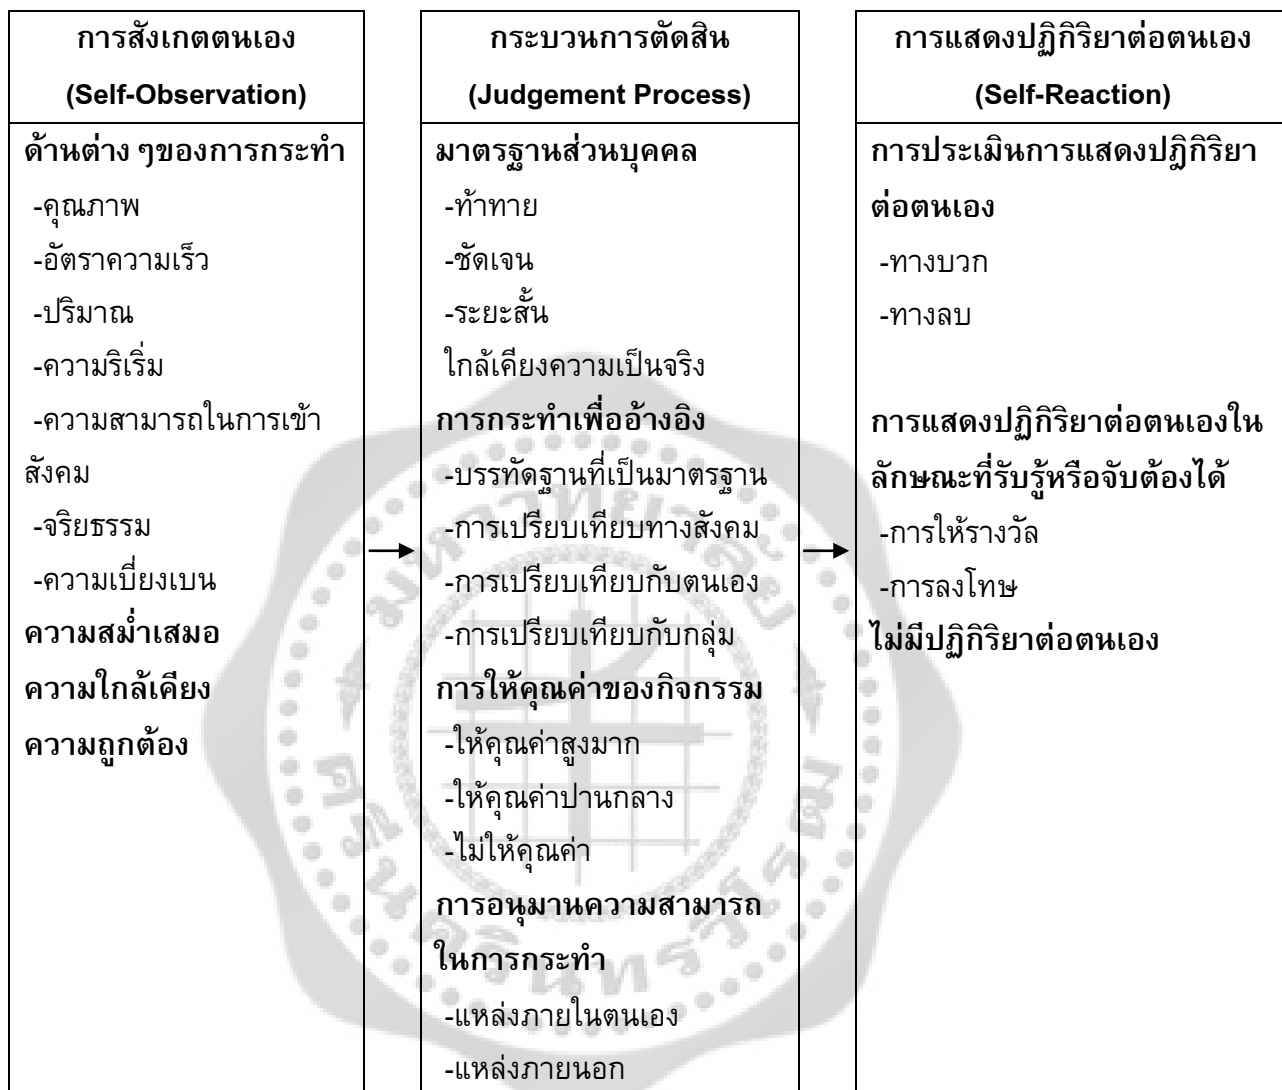 การสังเกตตนเอง
(Self-Observation)
ด้านต่าง ๆของการกระทำ
-คุณภาพ
-อัตราความเร็ว
-ปริมาณ
-ความริเริ่ม
-ความสามารถในการเข้า
สังคม
-จริยธรรม
-ความเบี่ยงเบน
ความสม่ำเสมอ
ความใกล้เคียง
ความถูกต้อง
กระบวนการตัดสิน
(Judgement Process)
มาตรฐานส่วนบุคคล
-ท้าทาย
-ชัดเจน
-ระยะสั้น
ใกล้เคียงความเป็นจริง
การกระทำเพื่ออ้างอิง
-บรรทัดฐานที่เป็นมาตรฐาน
-การเปรียบเทียบทางสังคม
-การเปรียบเทียบกับตนเอง
-การเปรียบเทียบกับกลุ่ม
การให้คุณค่าของกิจกรรม
-ให้คุณค่าสูงมาก
-ให้คุณค่าปานกลาง
-ไม่ให้คุณค่า
การอนุมานความสามารถ
ในการกระทำ
-แหล่งภายในตนเอง
-แหล่งภายนอก
การแสดงปฏิกิริยาต่อตนเอง
(Self-Reaction)
การประเมินการแสดงปฎิกิริยา
ต่อตนเอง
-ทางบวก
-ทางลบ
การแสดงปฏิกิริยาต่อตนเองใน
ลักษณะที่รับรู้หรือจับต้องได้
-การให้รางวัล
-การลงโทษ
ไม่มีปฏิกิริยาต่อตนเอง
มหาวิทยาลัย
ศรีนครินทรวิโรฒ